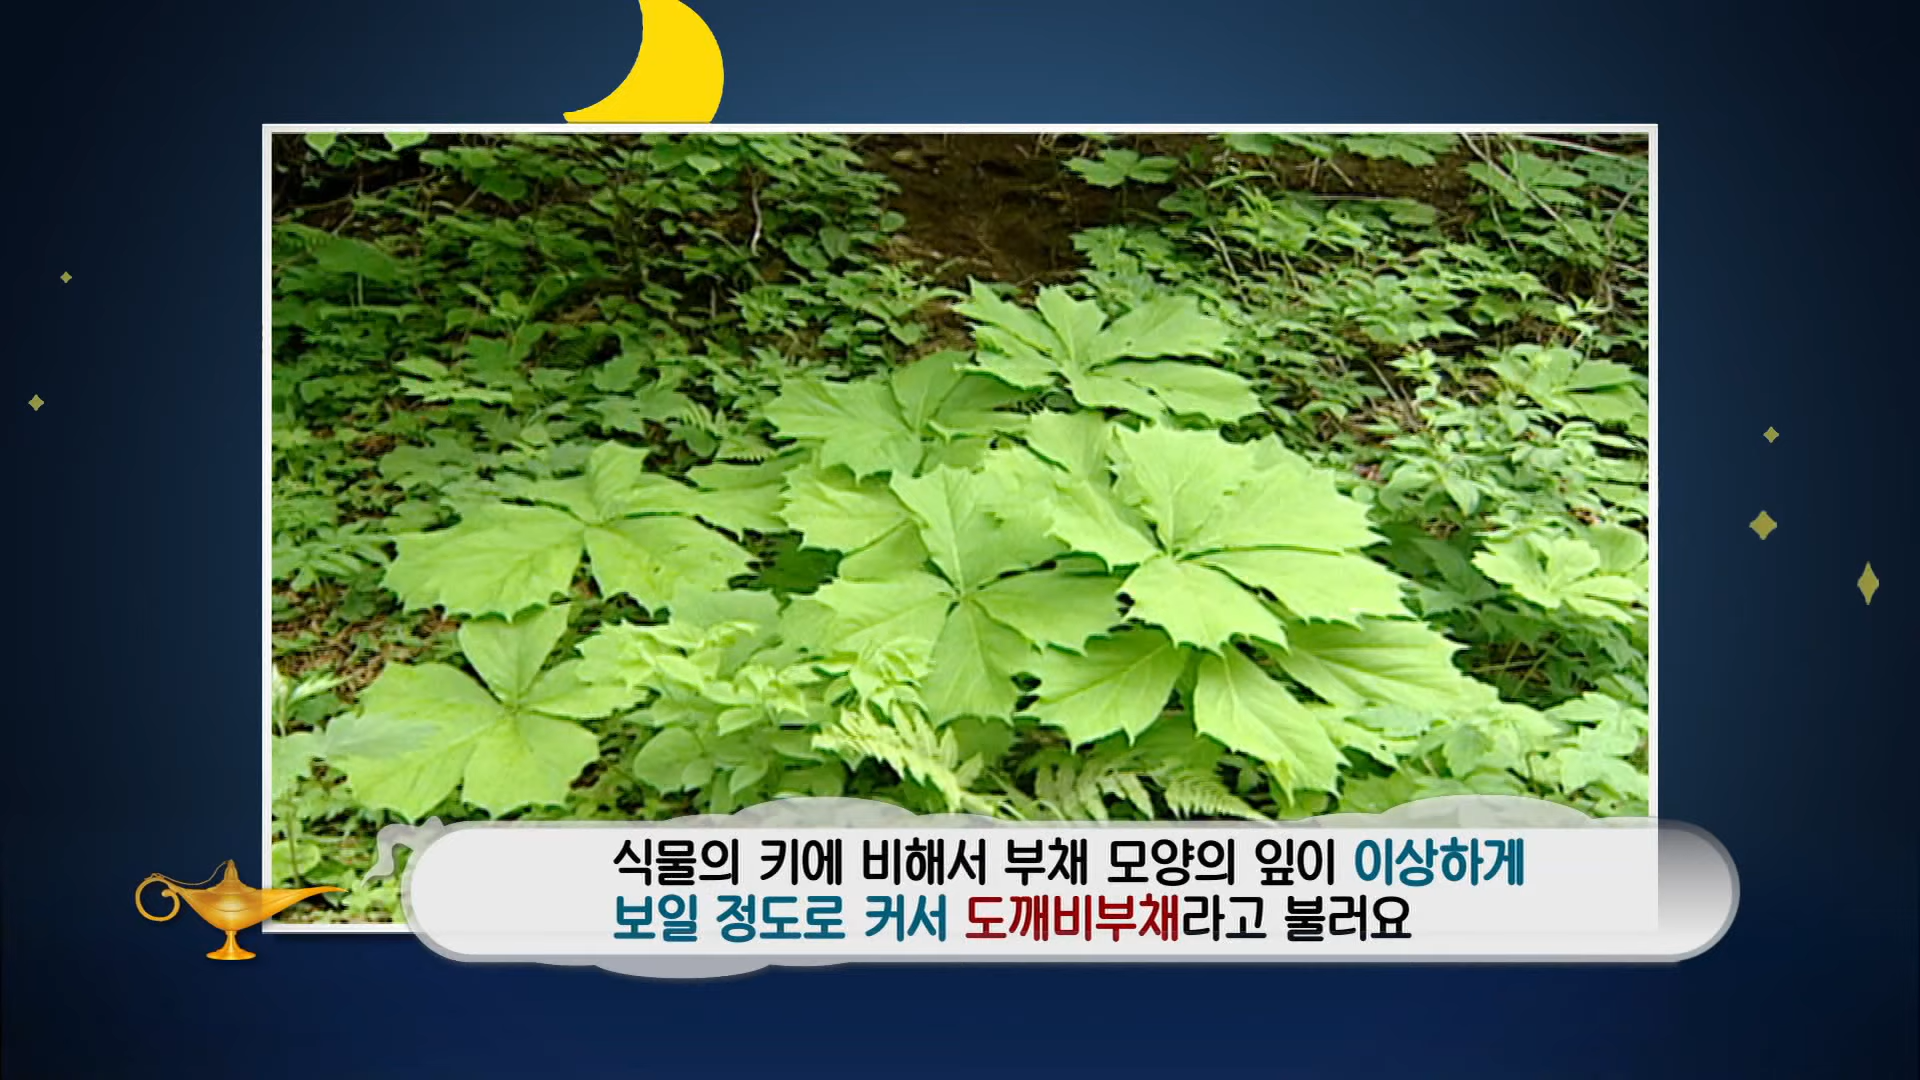 식물의 키에 비해서 부채 모양의 잎이 이상하게
보일 정도로 커서 도깨비부채라고 불러요